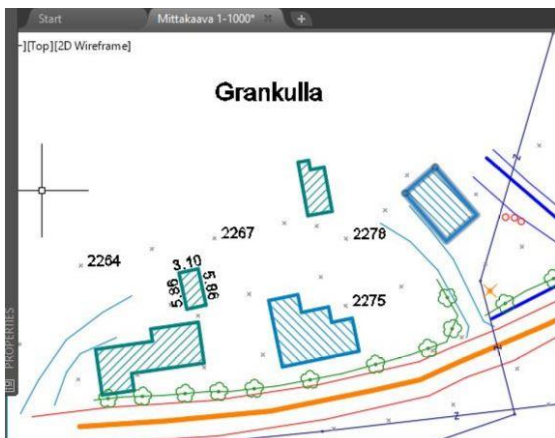 Start
Mittakaava 1-1000*
-][Top][2D Wireframe]
Grankulla
2267
2278
2264
3.10
5.86
5.86
2275
PROPERTIES
Z
Z
Z